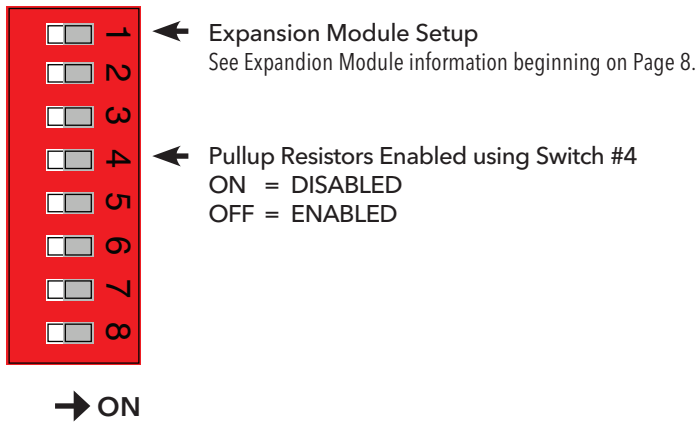 1
Expansion Module Setup
See Expandion Module information beginning on Page 8.
2
3
4
Pullup Resistors Enabled using Switch #4
ON = DISABLED
OFF = ENABLED
5
6
7
8
ON